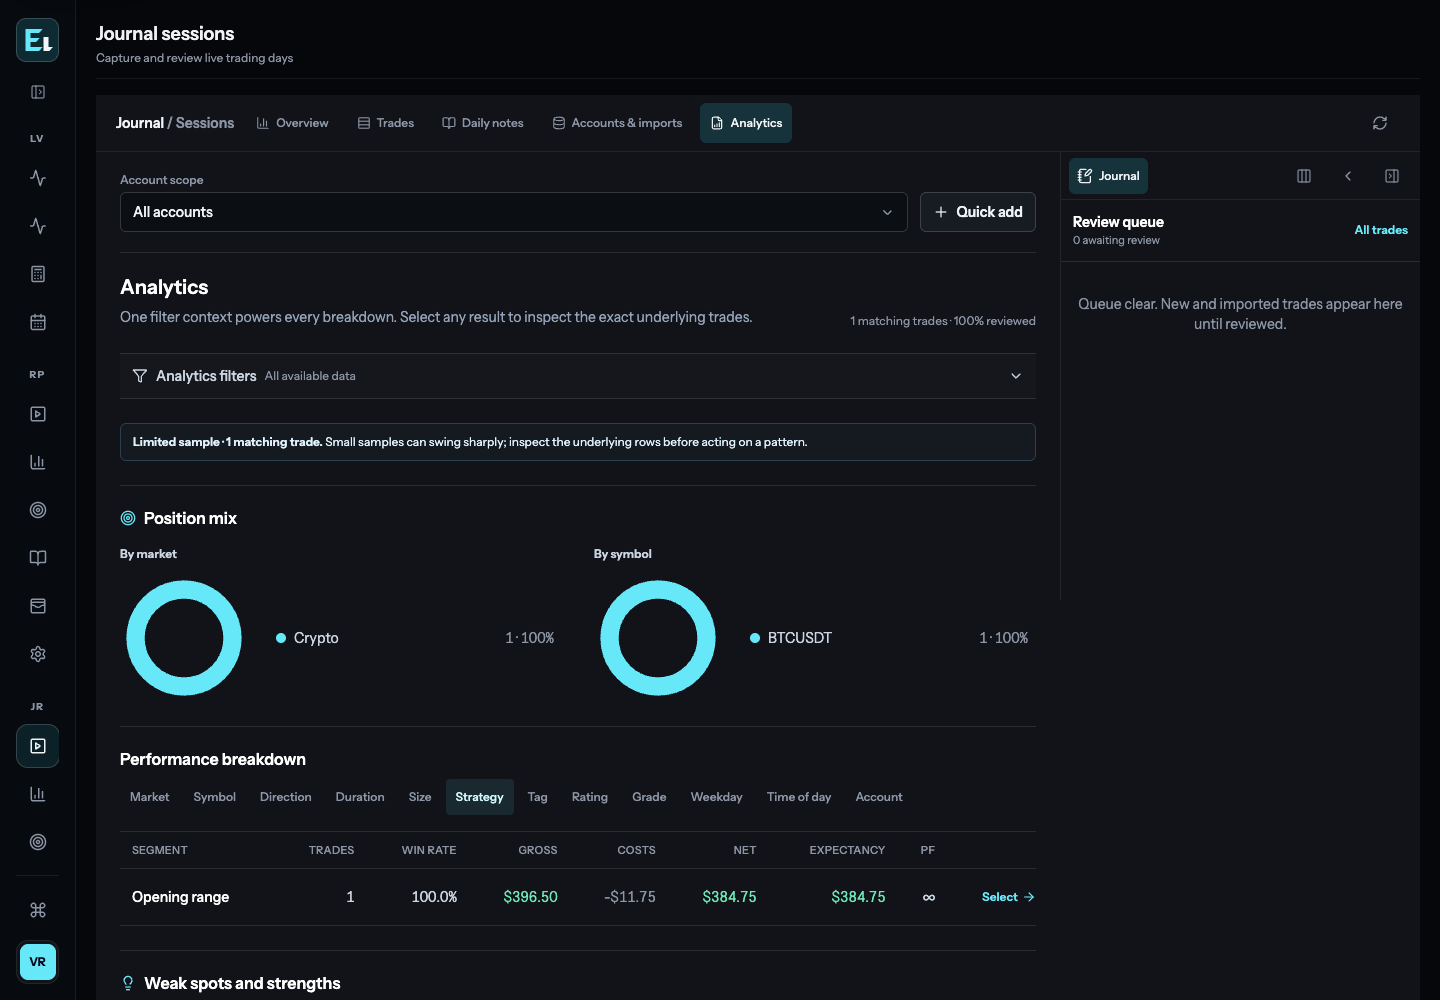 EL
Journal sessions
Capture and review live trading days
LV
RP
JR
VR
Journal / Sessions
Overview
Trades
Daily notes
Accounts & imports
Analytics
Account scope
All accounts
Quick add
Analytics
One filter context powers every breakdown. Select any result to inspect the exact underlying trades.
1 matching trades · 100% reviewed
Analytics filters All available data
Limited sample · 1 matching trade. Small samples can swing sharply; inspect the underlying rows before acting on a pattern.
Position mix
By market
Crypto 1 · 100%
By symbol
BTCUSDT 1 · 100%
Performance breakdown
Market Symbol Direction Duration Size Strategy Tag Rating Grade Weekday Time of day Account
SEGMENT TRADES WIN RATE GROSS COSTS NET EXPECTANCY PF
Opening range 1 100.0% $396.50 -$11.75 $384.75 $384.75 ∞ Select →
Weak spots and strengths
Journal
Review queue
0 awaiting review
All trades
Queue clear. New and imported trades appear here
until reviewed.